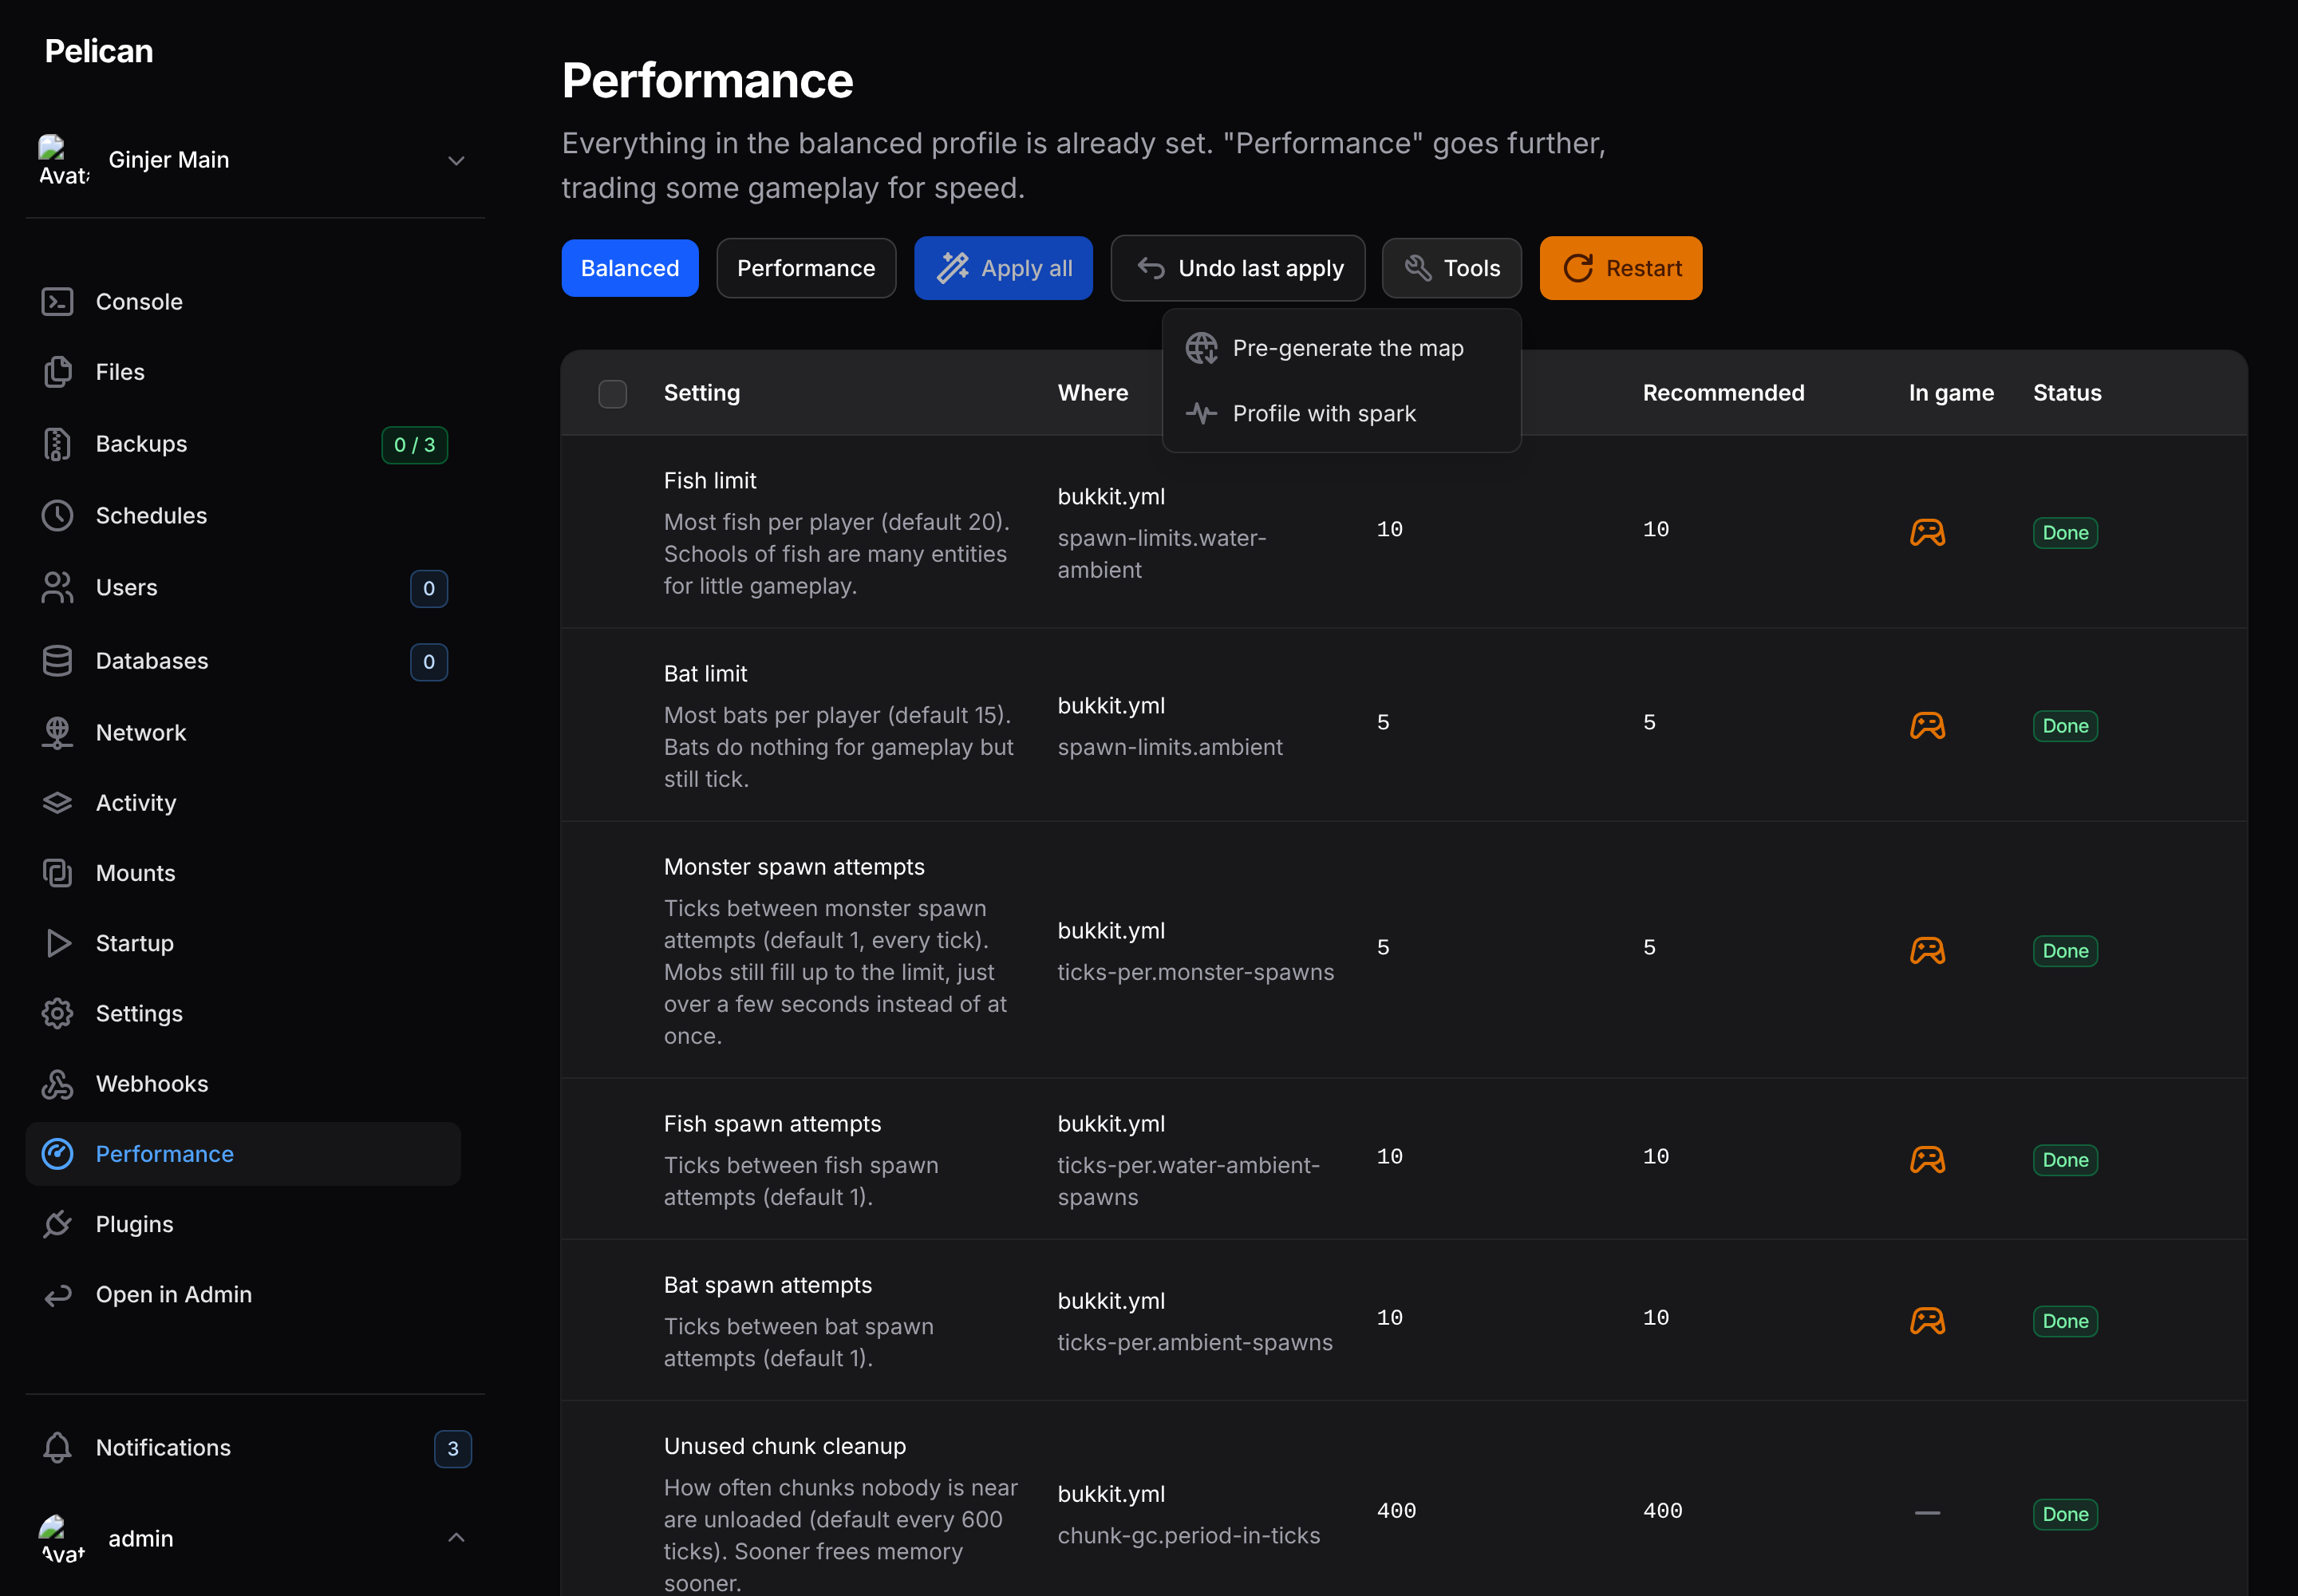 Pelican
Avat
Ginjer Main
Console
Files
Backups
0 / 3
Schedules
Users
0
Databases
0
Network
Activity
Mounts
Startup
Settings
Webhooks
Performance
Plugins
Open in Admin
Notifications
3
Avat
admin
Performance
Everything in the balanced profile is already set. "Performance" goes further,
trading some gameplay for speed.
Balanced
Performance
Apply all
Undo last apply
Tools
Restart
Pre-generate the map
Profile with spark
Setting
Where
Recommended
In game
Status
Fish limit
Most fish per player (default 20).
Schools of fish are many entities
for little gameplay.
bukkit.yml
spawn-limits.water-
ambient
10
10
Done
Bat limit
Most bats per player (default 15).
Bats do nothing for gameplay but
still tick.
bukkit.yml
spawn-limits.ambient
5
5
Done
Monster spawn attempts
Ticks between monster spawn
attempts (default 1, every tick).
Mobs still fill up to the limit, just
over a few seconds instead of at
once.
bukkit.yml
ticks-per.monster-spawns
5
5
Done
Fish spawn attempts
Ticks between fish spawn
attempts (default 1).
bukkit.yml
ticks-per.water-ambient-
spawns
10
10
Done
Bat spawn attempts
Ticks between bat spawn
attempts (default 1).
bukkit.yml
ticks-per.ambient-spawns
10
10
Done
Unused chunk cleanup
How often chunks nobody is near
are unloaded (default every 600
ticks). Sooner frees memory
sooner.
bukkit.yml
chunk-gc.period-in-ticks
400
400
—
Done